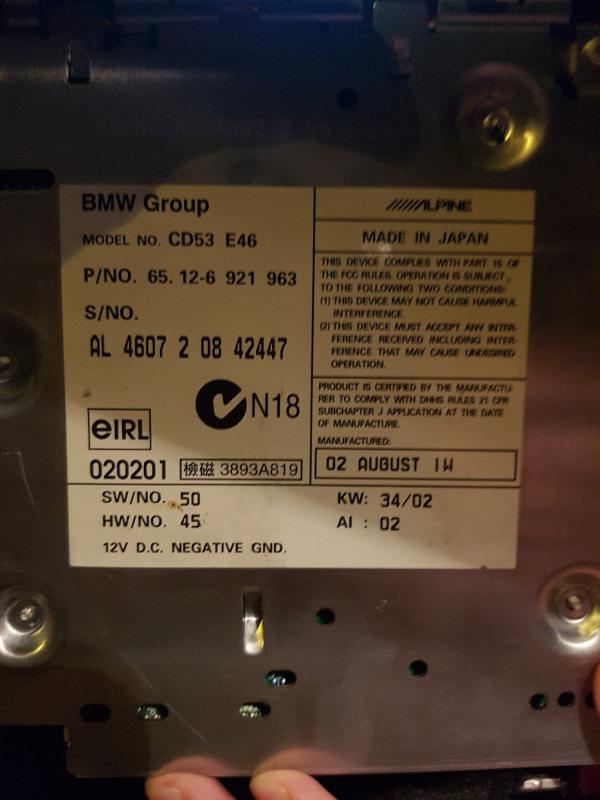 BMW Group
MODEL NO. CD53 E46
P/NO. 65. 12-6 921 963
S/NO.
AL 4607 2 08 42447
N18
eIRL
020201 檢磁 3893A819
ALPINE
MADE IN JAPAN
THIS DEVICE COMPLIES WITH PART 15 OF
THE FCC RULES. OPERATION IS SUBJECT
TO THE FOLLOWING TWO CONDITIONS:
(1) THIS DEVICE MAY NOT CAUSE HARMFUL
INTERFERENCE.
(2) THIS DEVICE MUST ACCEPT ANY INTER-
FERENCE RECEIVED INCLUDING INTER-
FERENCE THAT MAY CAUSE UNDESIRED
OPERATION.
PRODUCT IS CERTIFIED BY THE MANUFACTU-
RER TO COMPLY WITH DHHS RULES 21 CFR
SUBCHAPTER J APPLICATION AT THE DATE
OF MANUFACTURE.
MANUFACTURED:
02 AUGUST 1W
SW/NO. 50
HW/NO. 45
12V D.C. NEGATIVE GND.
KW: 34/02
AI : 02